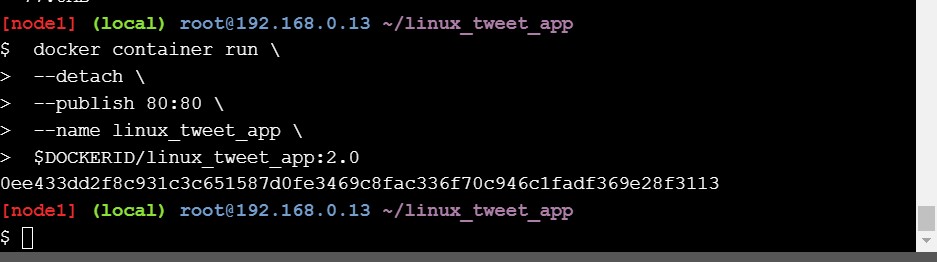 [node1] (local) root@192.168.0.13 ~/linux_tweet_app
$  docker container run \
>  --detach \
>  --publish 80:80 \
>  --name linux_tweet_app \
>  $DOCKERID/linux_tweet_app:2.0
0ee433dd2f8c931c3c651587d0fe3469c8fac336f70c946c1fadf369e28f3113
[node1] (local) root@192.168.0.13 ~/linux_tweet_app
$